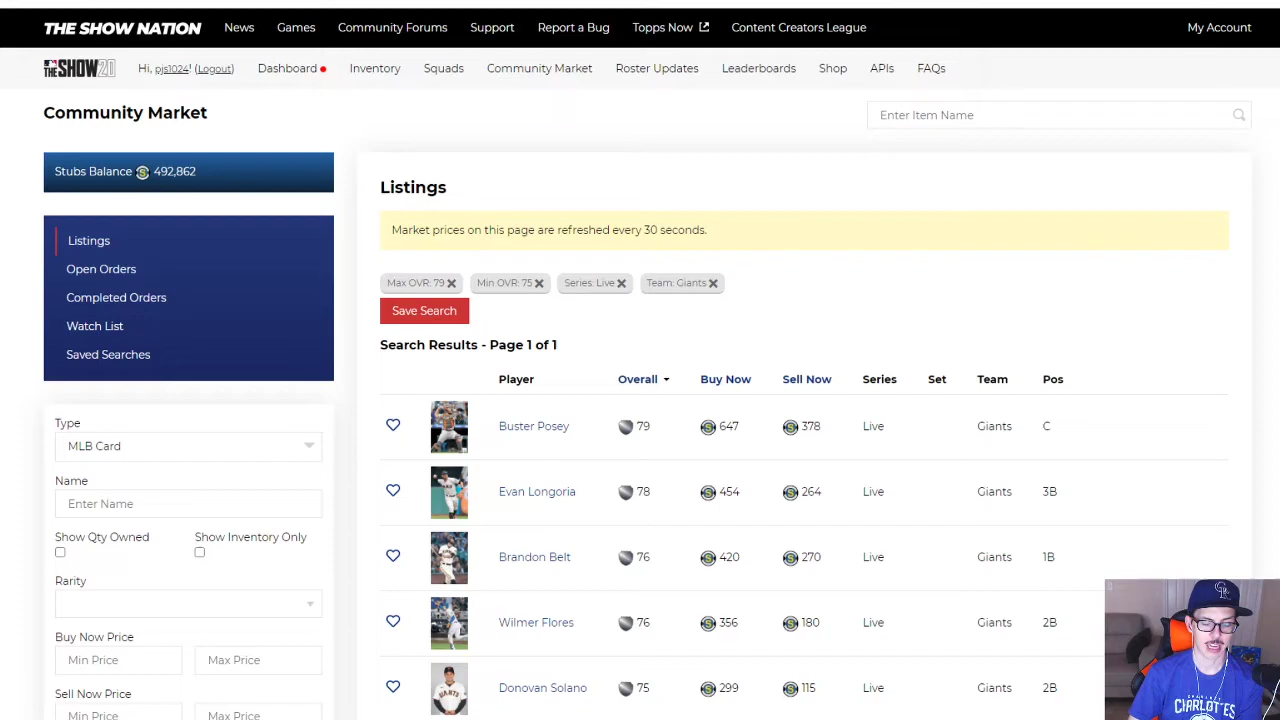 THE SHOW NATION News Games Community Forums Support Report a Bug Topps Now Content Creators League My Account
THE SHOW 20 Hi, pjs1024! (Logout) Dashboard Inventory Squads Community Market Roster Updates Leaderboards Shop APIs FAQs
Community Market
Enter Item Name
Stubs Balance 492,862
Listings
Open Orders
Completed Orders
Watch List
Saved Searches
Type
MLB Card
Name
Enter Name
Show Qty Owned Show Inventory Only
Rarity
Buy Now Price
Min Price Max Price
Sell Now Price
Min Price Max Price
Listings
Market prices on this page are refreshed every 30 seconds.
Max OVR: 79 Min OVR: 75 Series: Live Team: Giants
Save Search
Search Results - Page 1 of 1
Player Overall Buy Now Sell Now Series Set Team Pos
Buster Posey 79 647 378 Live Giants C
Evan Longoria 78 454 264 Live Giants 3B
Brandon Belt 76 420 270 Live Giants 1B
Wilmer Flores 76 356 180 Live Giants 2B
Donovan Solano 75 299 115 Live Giants 2B